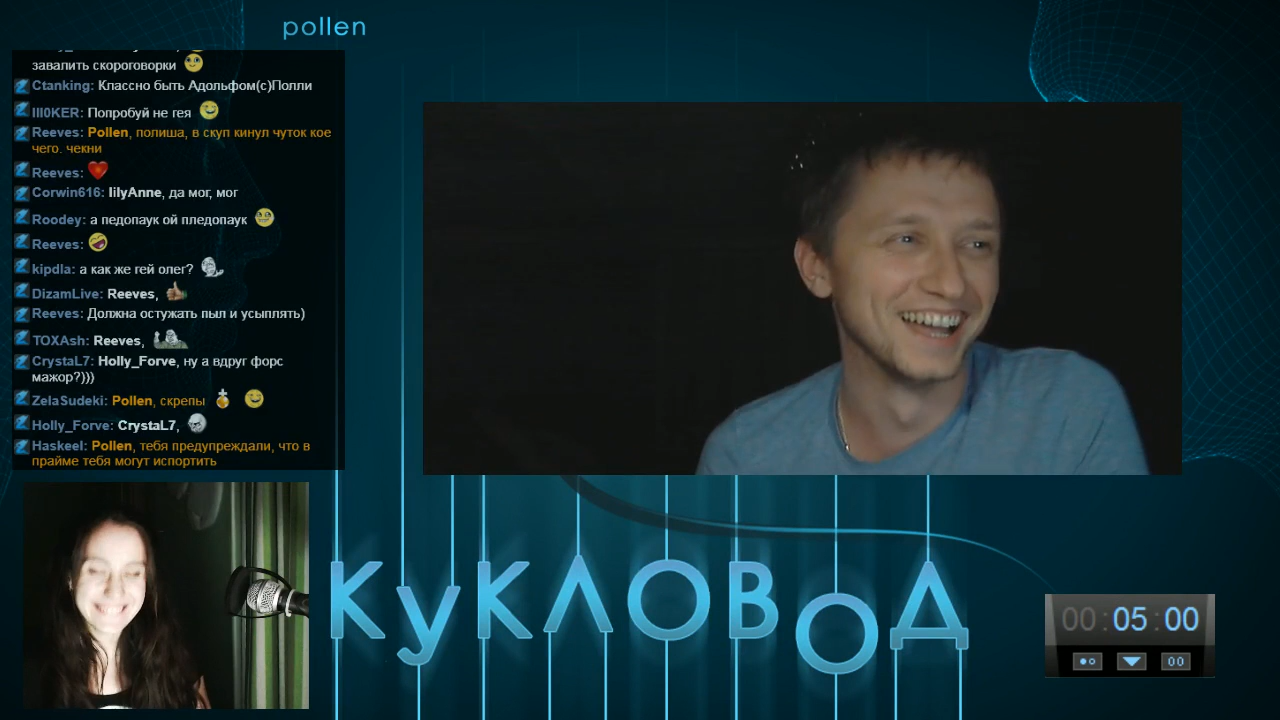 pollen
завалить скороговорки
Ctanking: Классно быть Адольфом(с)Полли
III0KER: Попробуй не гея
Reeves: Pollen, полиша, в скуп кинул чуток кое
чего. чекни
Reeves:
Corwin616: lilyAnne, да мог, мог
Roodey: а педопаук ой пледопаук
Reeves:
kipdla: а как же гей олег?
DizamLive: Reeves,
Reeves: Должна остужать пыл и усыплять)
TOXAsh: Reeves,
CrystaL7: Holly_Forve, ну а вдруг форс
мажор?)))
ZelaSudeki: Pollen, скрепы
Holly_Forve: CrystaL7,
Haskeel: Pollen, тебя предупреждали, что в
прайме тебя могут испортить
КуКЛОВОД
00:05:00
00